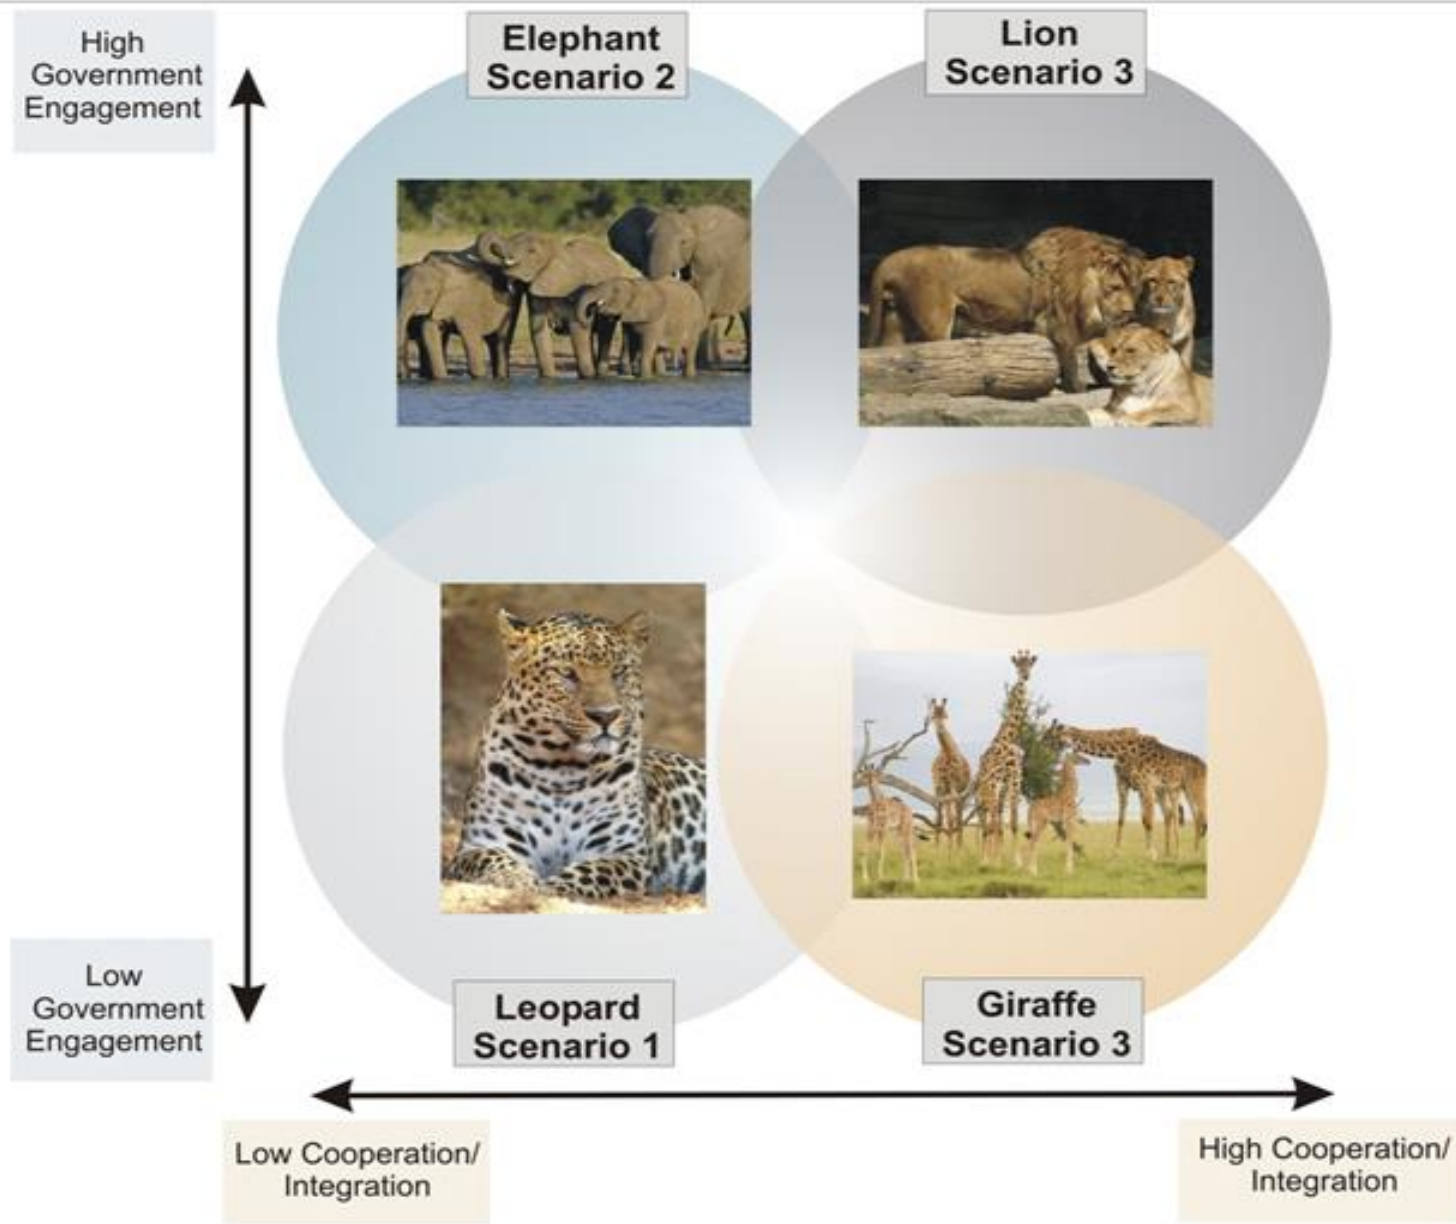 High
Government
Engagement
Elephant
Scenario 2
Lion
Scenario 3
Low
Government
Engagement
Leopard
Scenario 1
Giraffe
Scenario 3
Low Cooperation/
Integration
High Cooperation/
Integration